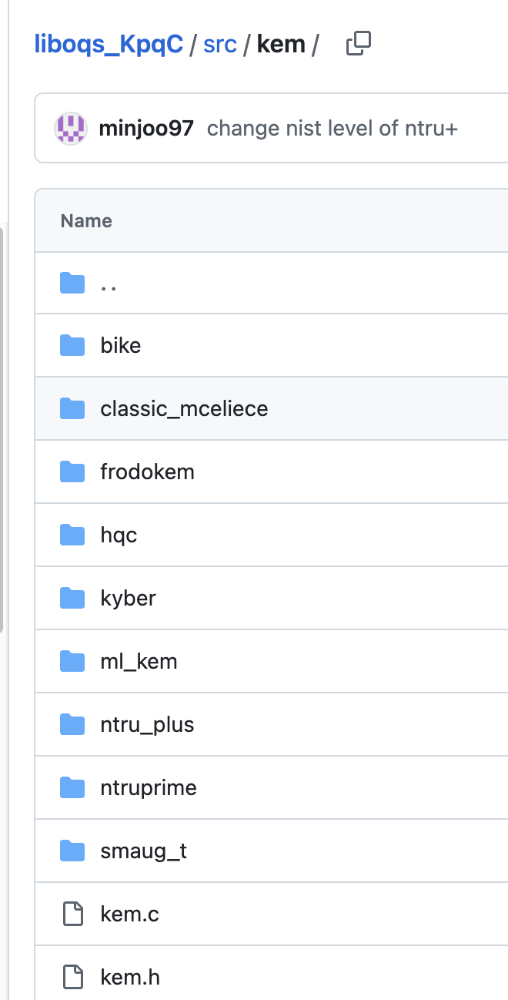 liboqs_KpqC / src / kem /
minjoo97 change nist level of ntru+
Name
..
bike
classic_mceliece
frodokem
hqc
kyber
ml_kem
ntru_plus
ntruprime
smaug_t
kem.c
kem.h